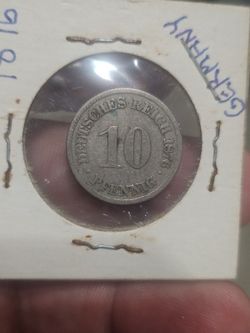 GERMANY
DEUTSCHES REICH 1876
10
PFENNIG